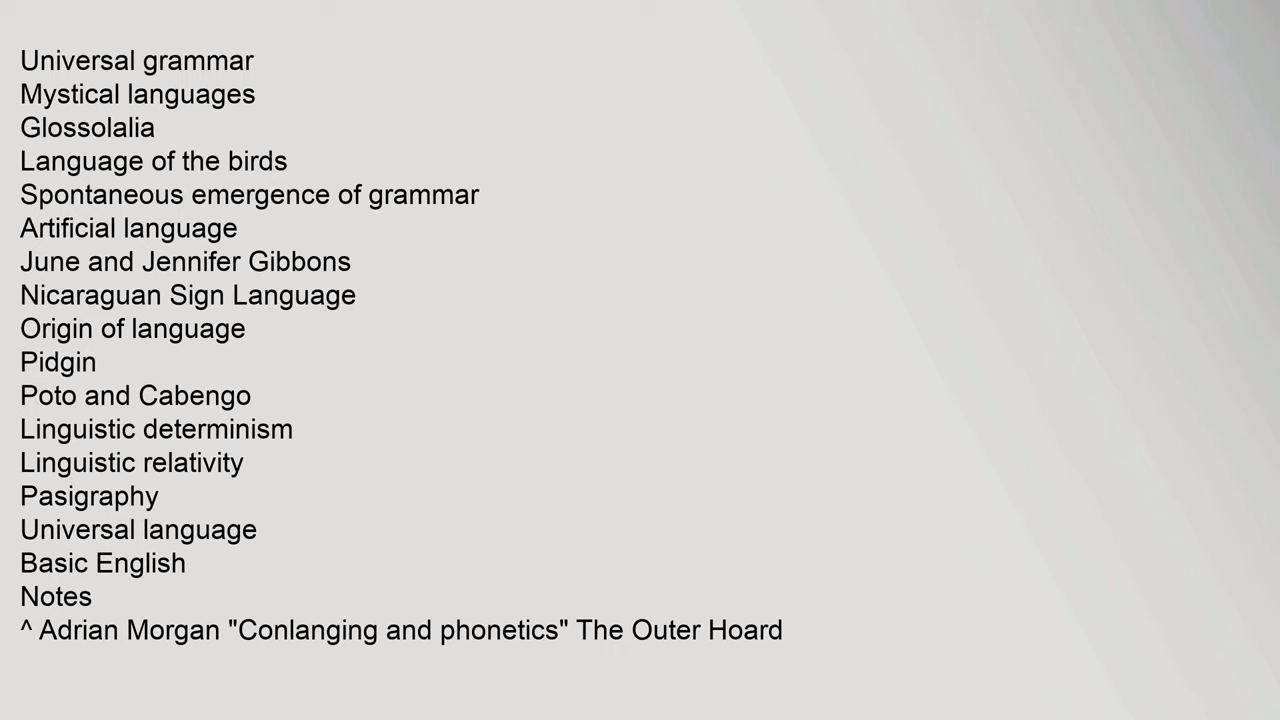 Universal grammar
Mystical languages
Glossolalia
Language of the birds
Spontaneous emergence of grammar
Artificial language
June and Jennifer Gibbons
Nicaraguan Sign Language
Origin of language
Pidgin
Poto and Cabengo
Linguistic determinism
Linguistic relativity
Pasigraphy
Universal language
Basic English
Notes
^ Adrian Morgan "Conlanging and phonetics" The Outer Hoard